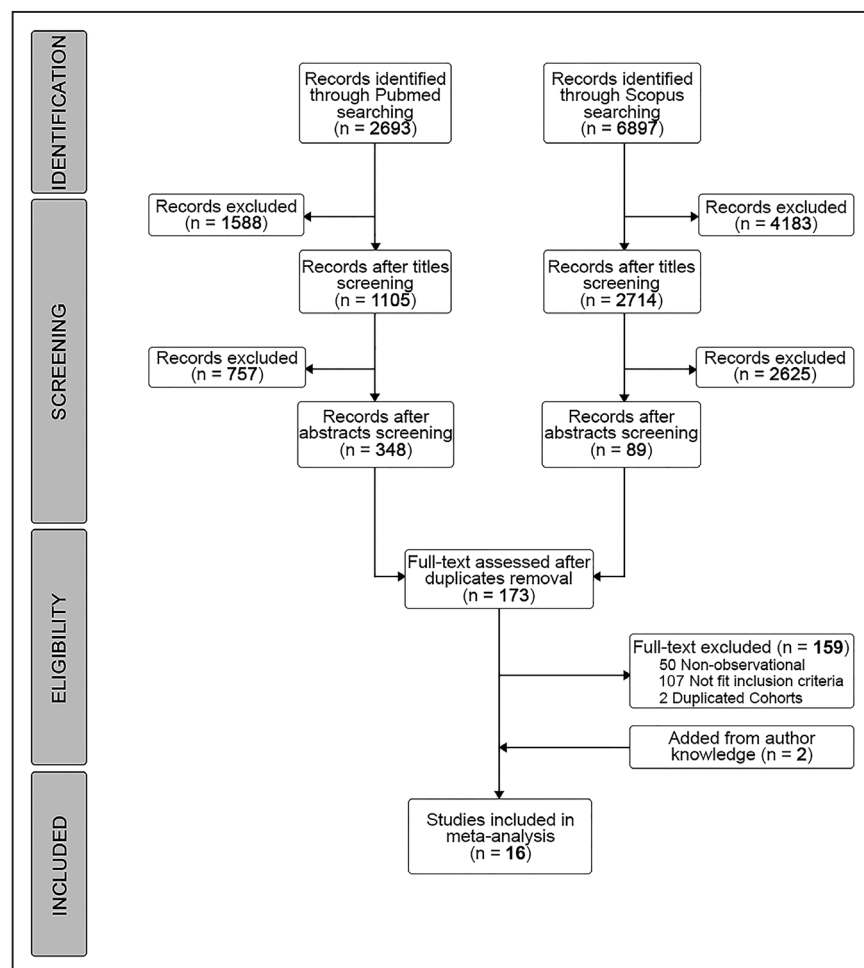 IDENTIFICATION
Records identified
through Pubmed
searching
(n = 2693)
Records identified
through Scopus
searching
(n = 6897)
SCREENING
Records excluded
(n = 1588)
Records excluded
(n = 4183)
Records after titles
screening
(n = 1105)
Records after titles
screening
(n = 2714)
Records excluded
(n = 757)
Records excluded
(n = 2625)
Records after
abstracts screening
(n = 348)
Records after
abstracts screening
(n = 89)
ELIGIBILITY
Full-text assessed after
duplicates removal
(n = 173)
Full-text excluded (n = 159)
50 Non-observational
107 Not fit inclusion criteria
2 Duplicated Cohorts
Added from author
knowledge (n = 2)
INCLUDED
Studies included in
meta-analysis
(n = 16)